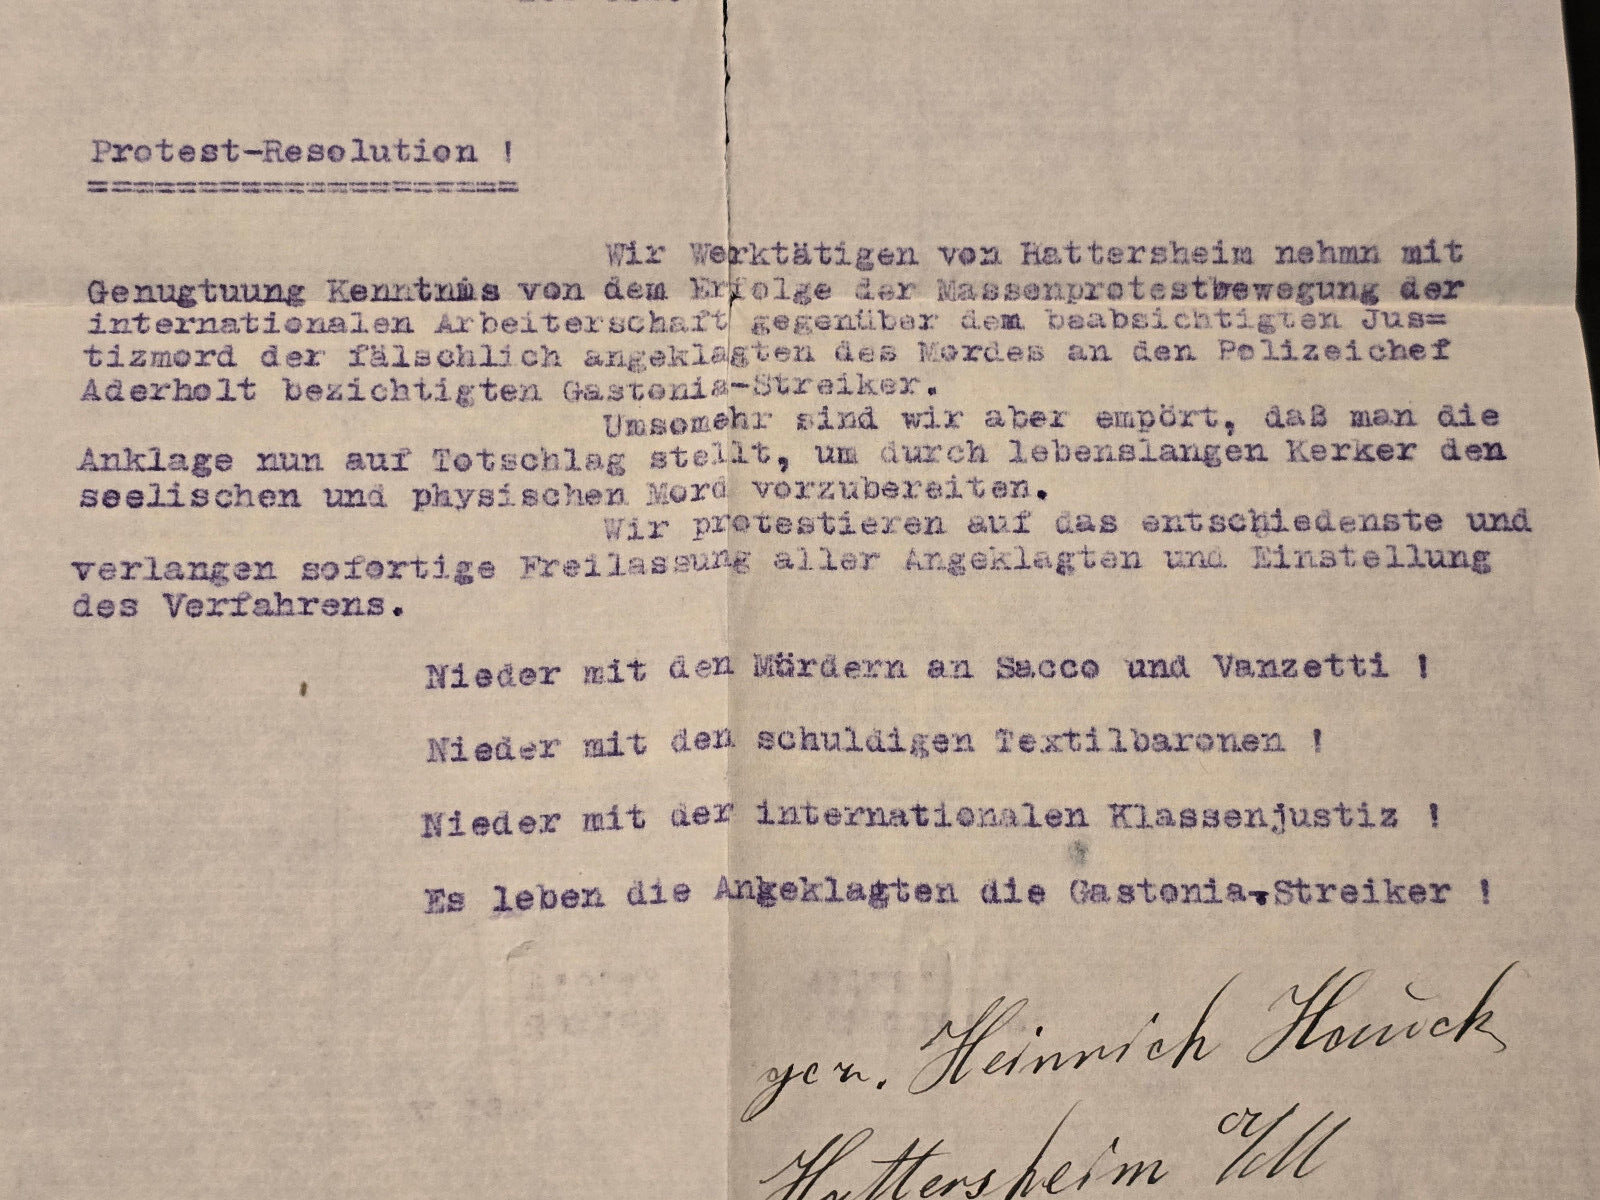 Protest-Resolution !
Wir Werktätigen von Hattersheim nehmn mit
Genugtuung Kenntnis von dem Erfolge der Massenprotestbewegung der
internationalen Arbeiterschaft gegenüber dem beabsichtigten Jus=
tizmord der fälschlich angeklagten des Mordes an den Polizeichef
Aderholt bezichtigten Gastonia-Streiker.
Umsomehr sind wir aber empört, daß man die
Anklage nun auf Totschlag stellt, um durch lebenslangen Kerker den
seelischen und physischen Mord vorzubereiten.
Wir protestieren auf das entschiedenste und
verlangen sofortige Freilassung aller Angeklagten und Einstellung
des Verfahrens.
Nieder mit den Mördern an Sacco und Vanzetti !
Nieder mit den schuldigen Textilbaronen !
Nieder mit der internationalen Klassenjustiz !
Es leben die Angeklagten die Gastonia-Streiker !
gez. Heinrich Hauck
Hattersheim a/M